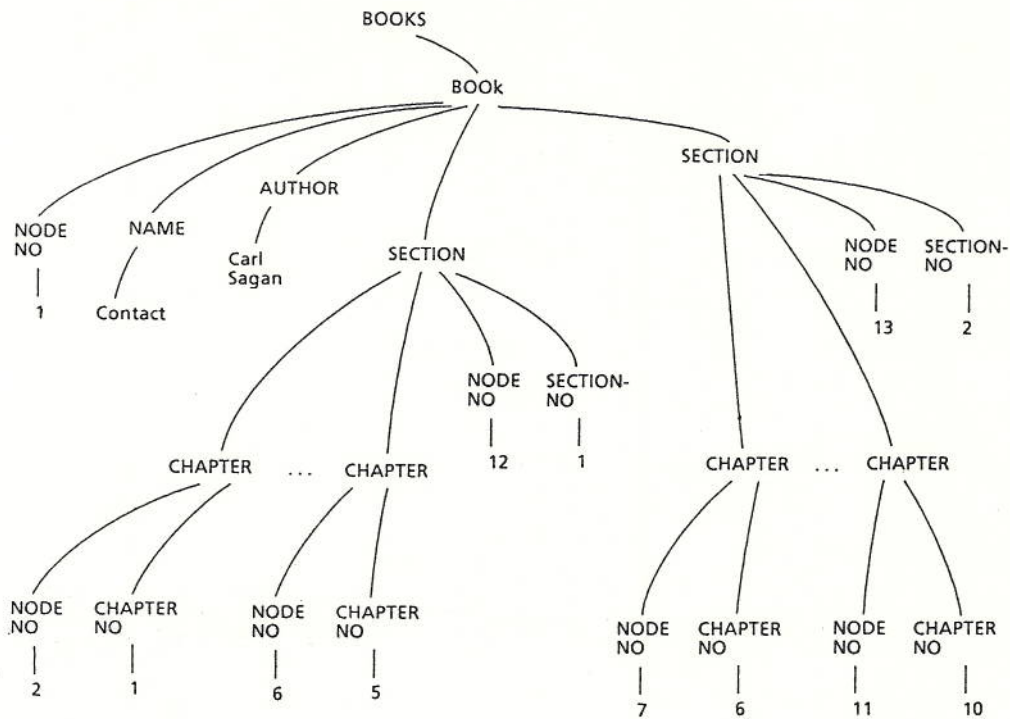 BOOKS
BOOk
SECTION
AUTHOR
NODE
NO
NAME
Carl
Sagan
SECTION
NODE
NO
SECTION-
NO
1
Contact
13
2
NODE
NO
SECTION-
NO
12
1
CHAPTER ... CHAPTER
CHAPTER ... CHAPTER
NODE
NO
CHAPTER
NO
NODE
NO
CHAPTER
NO
NODE
NO
CHAPTER
NO
NODE
NO
CHAPTER
NO
2
1
6
5
7
6
11
10